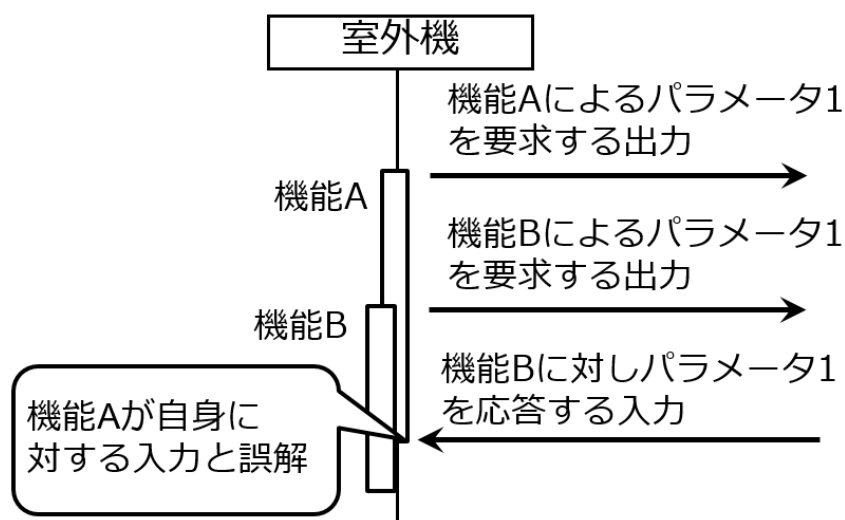 室外機
機能Aによるパラメータ1
を要求する出力
機能A
機能Bによるパラメータ1
を要求する出力
機能B
機能Bに対しパラメータ1
を応答する入力
機能Aが自身に
対する入力と誤解